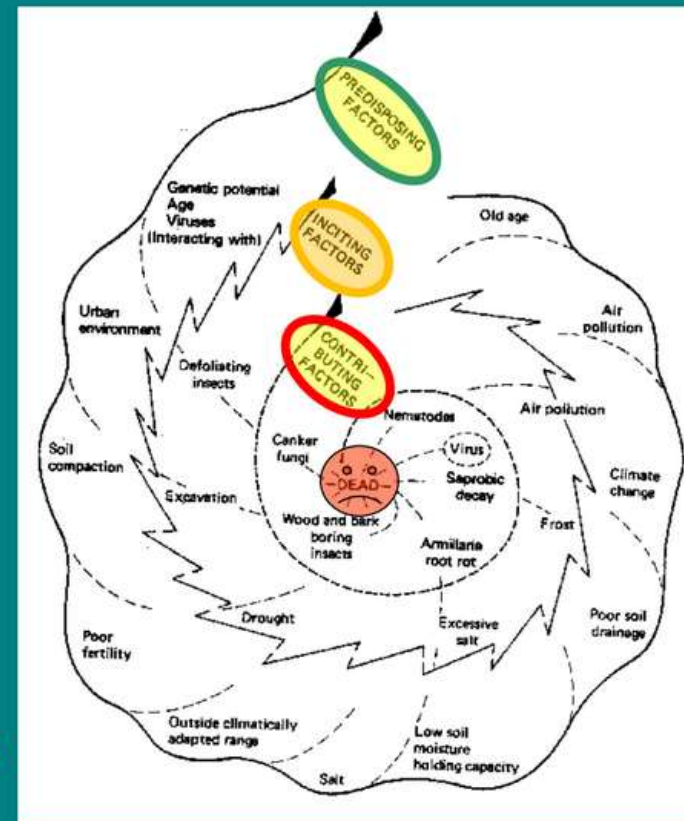 PREDISPOSING
FACTORS
Genetic potential
Age
Viruses
(Interacting with)
INCITING
FACTORS
Old age
Urban
environment
Air
pollution
CONTRI-
BUTING
FACTORS
Defoliating
insects
Nematodes
Air pollution
Canker
fungi
Virus
Soil
compaction
DEAD
Saprobic
decay
Climate
change
Excavation
Wood and bark
boring
insects
Frost
Armillaria
root rot
Drought
Excessive
salt
Poor soil
drainage
Poor
fertility
Outside climatically
adapted range
Low soil
moisture
holding capacity
Salt